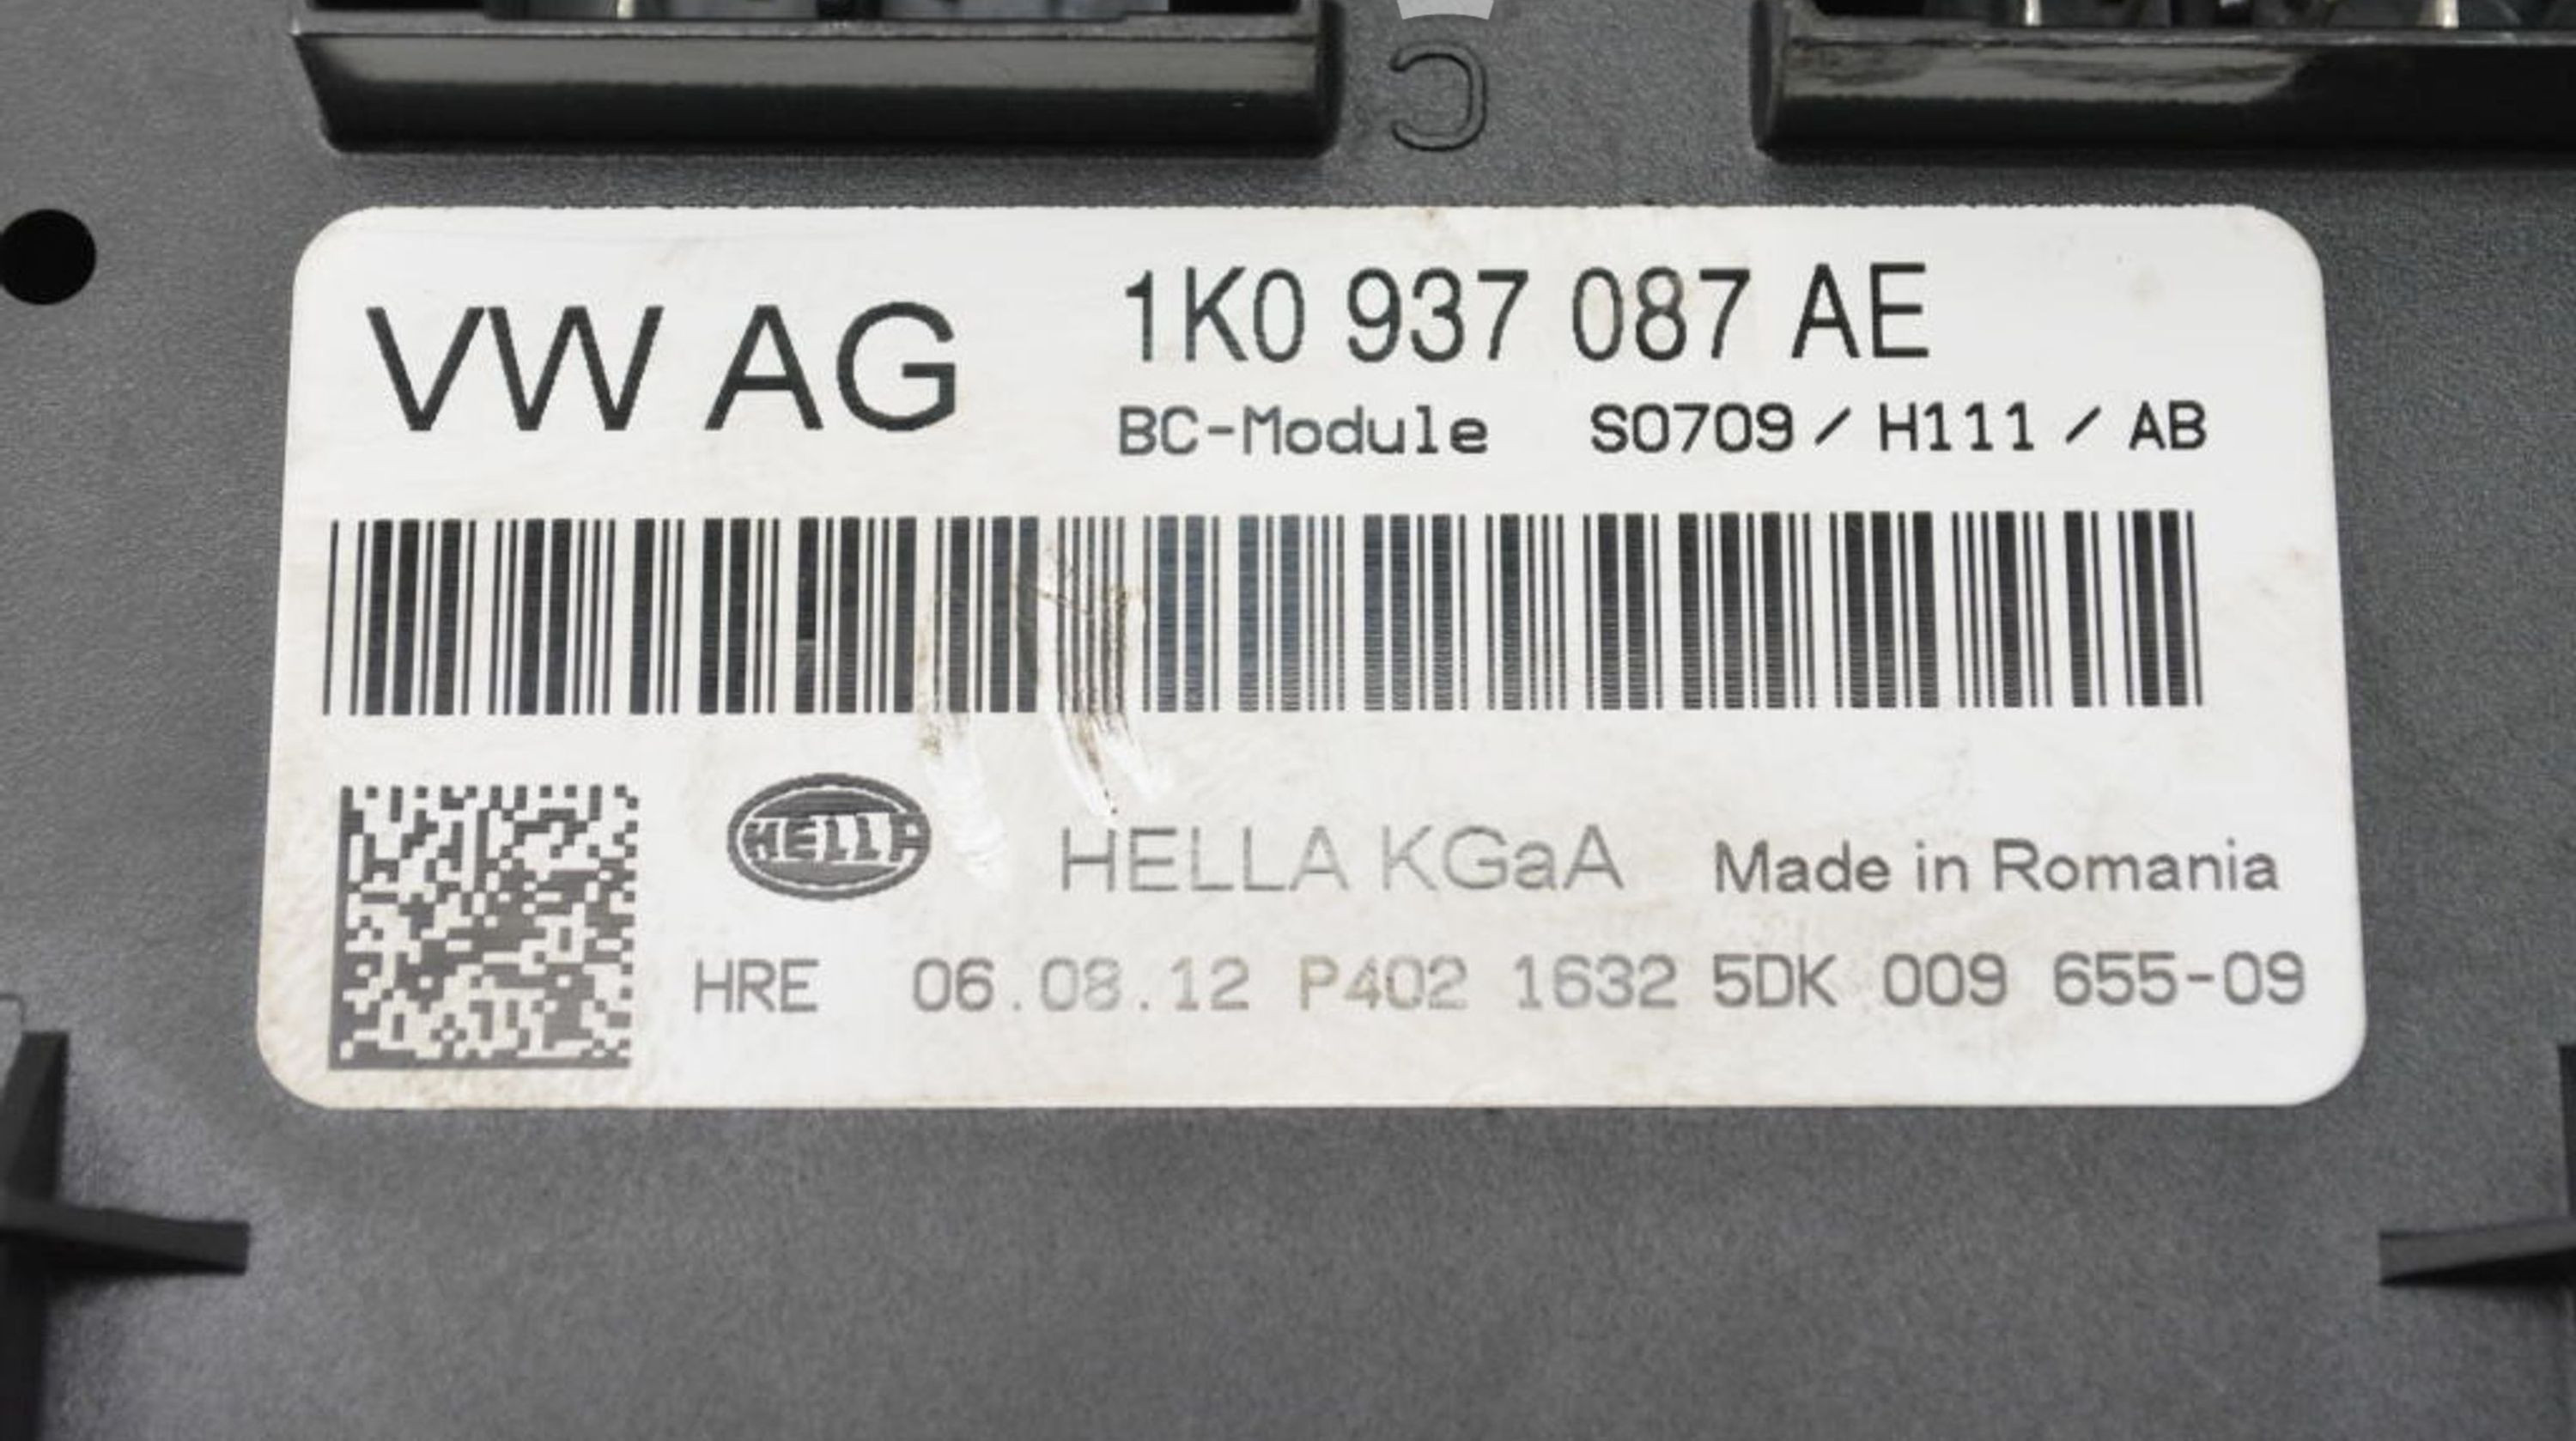 C
VW AG
1K0 937 087 AE
BC-Module S0709 / H111 / AB
HELLA
HELLA KGaA Made in Romania
HRE 06.08.12 P402 1632 5DK 009 655-09